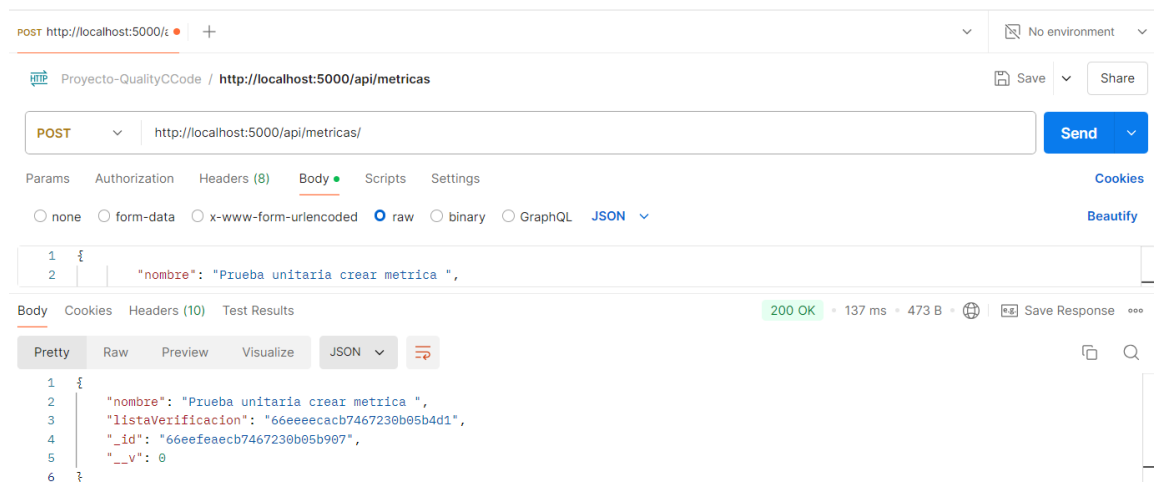 POST http://localhost:5000/a
No environment
HTTP Proyecto-QualityCCode / http://localhost:5000/api/metricas Save Share
POST http://localhost:5000/api/metricas/ Send
Params Authorization Headers (8) Body Scripts Settings Cookies
none form-data x-www-form-urlencoded raw binary GraphQL JSON Beautify
1 {
2 "nombre": "Prueba unitaria crear metrica ",
Body Cookies Headers (10) Test Results 200 OK 137 ms 473 B e.g. Save Response
Pretty Raw Preview Visualize JSON
1 {
2 "nombre": "Prueba unitaria crear metrica ",
3 "listaVerificacion": "66eeeecacb7467230b05b4d1",
4 "_id": "66eefeaecb7467230b05b907",
5 "__v": 0
6 }